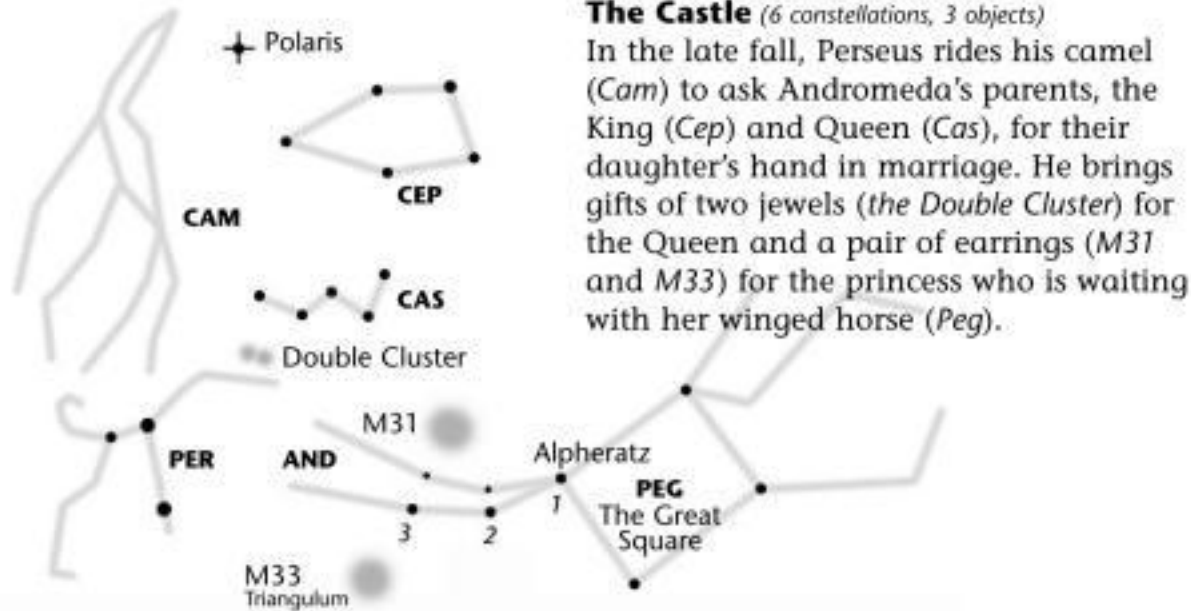 The Castle (6 constellations, 3 objects)
In the late fall, Perseus rides his camel
(Cam) to ask Andromeda's parents, the
King (Cep) and Queen (Cas), for their
daughter's hand in marriage. He brings
gifts of two jewels (the Double Cluster) for
the Queen and a pair of earrings (M31
and M33) for the princess who is waiting
with her winged horse (Peg).
Polaris
CEP
CAM
CAS
Double Cluster
M31
PER
AND
Alpheratz
PEG
The Great
Square
1
2
3
M33
Triangulum